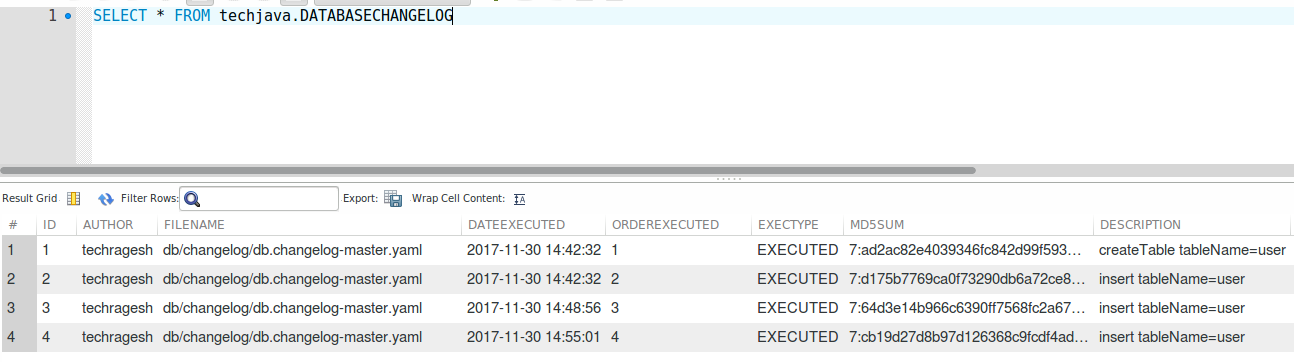 1 SELECT * FROM techjava.DATABASECHANGELOG
Result Grid Filter Rows: Export: Wrap Cell Content:
# ID AUTHOR FILENAME DATEEXECUTED ORDEREXECUTED EXECTYPE MD5SUM DESCRIPTION
1 1 techragesh db/changelog/db.changelog-master.yaml 2017-11-30 14:42:32 1 EXECUTED 7:ad2ac82e4039346fc842d99f593... createTable tableName=user
2 2 techragesh db/changelog/db.changelog-master.yaml 2017-11-30 14:42:32 2 EXECUTED 7:d175b7769ca0f73290db6a72ce8... insert tableName=user
3 3 techragesh db/changelog/db.changelog-master.yaml 2017-11-30 14:48:56 3 EXECUTED 7:64d3e14b966c6390ff7568fc2a67... insert tableName=user
4 4 techragesh db/changelog/db.changelog-master.yaml 2017-11-30 14:55:01 4 EXECUTED 7:cb19d27d8b97d126368c9fcdf4ad... insert tableName=user